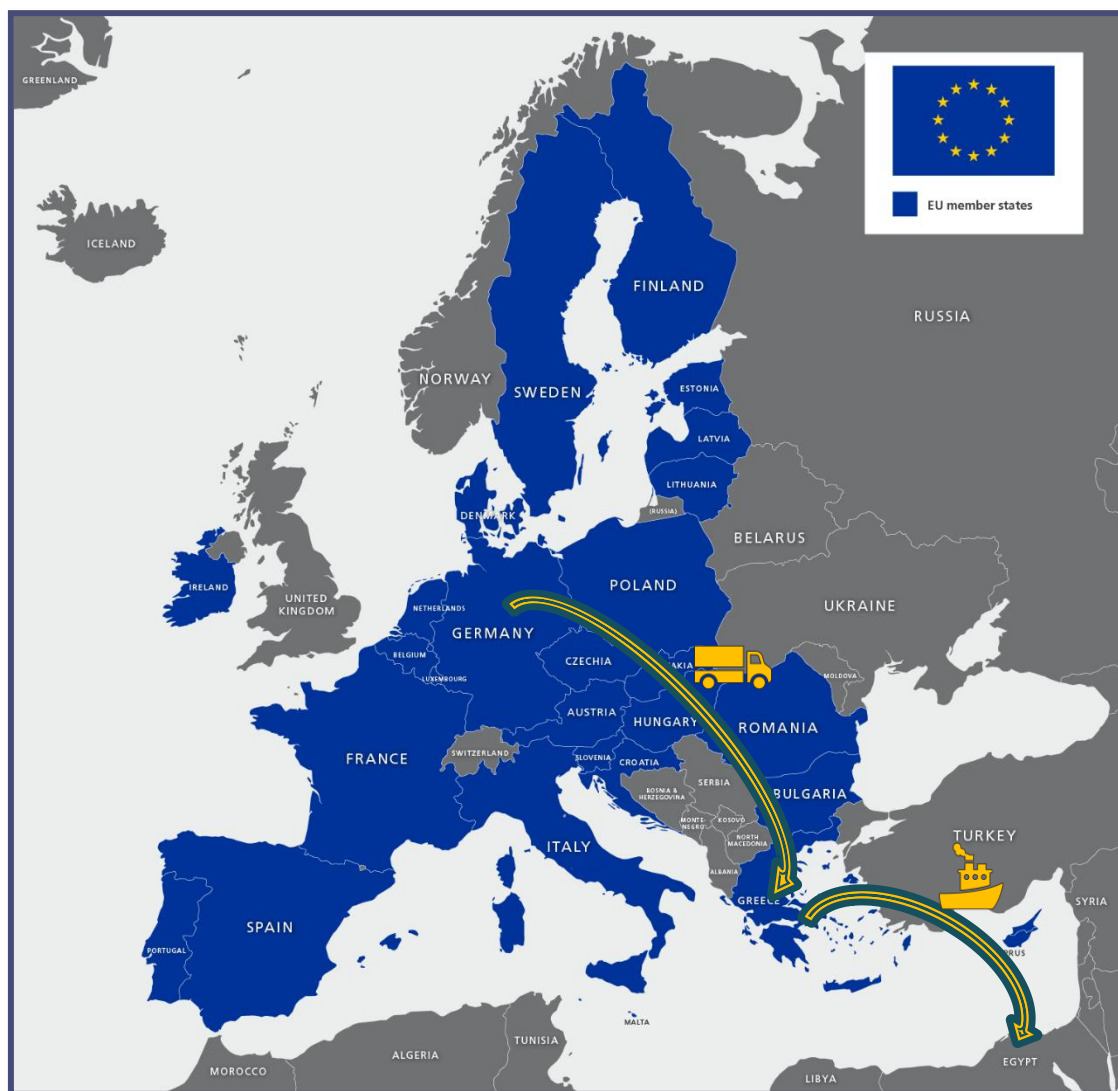 GREENLAND
EU member states
ICELAND
FINLAND
RUSSIA
NORWAY
SWEDEN
ESTONIA
LATVIA
LITHUANIA
(RUSSIA)
DENMARK
BELARUS
IRELAND
UNITED
KINGDOM
POLAND
NETHERLANDS
GERMANY
UKRAINE
BELGIUM
CZECHIA
AKIA
LUXEMBOURG
MOLDOVA
AUSTRIA
HUNGARY
ROMANIA
SWITZERLAND
FRANCE
SLOVENIA
CROATIA
SERBIA
BOSNIA &
HERZEGOVINA
BULGARIA
MONTE-
NEGRO
KOSOVO
NORTH
MACEDONIA
ITALY
TURKEY
ALBANIA
GREECE
SYRIA
SPAIN
PORTUGAL
PRUS
MALTA
TUNISIA
ALGERIA
MOROCCO
EGYPT
LIBYA